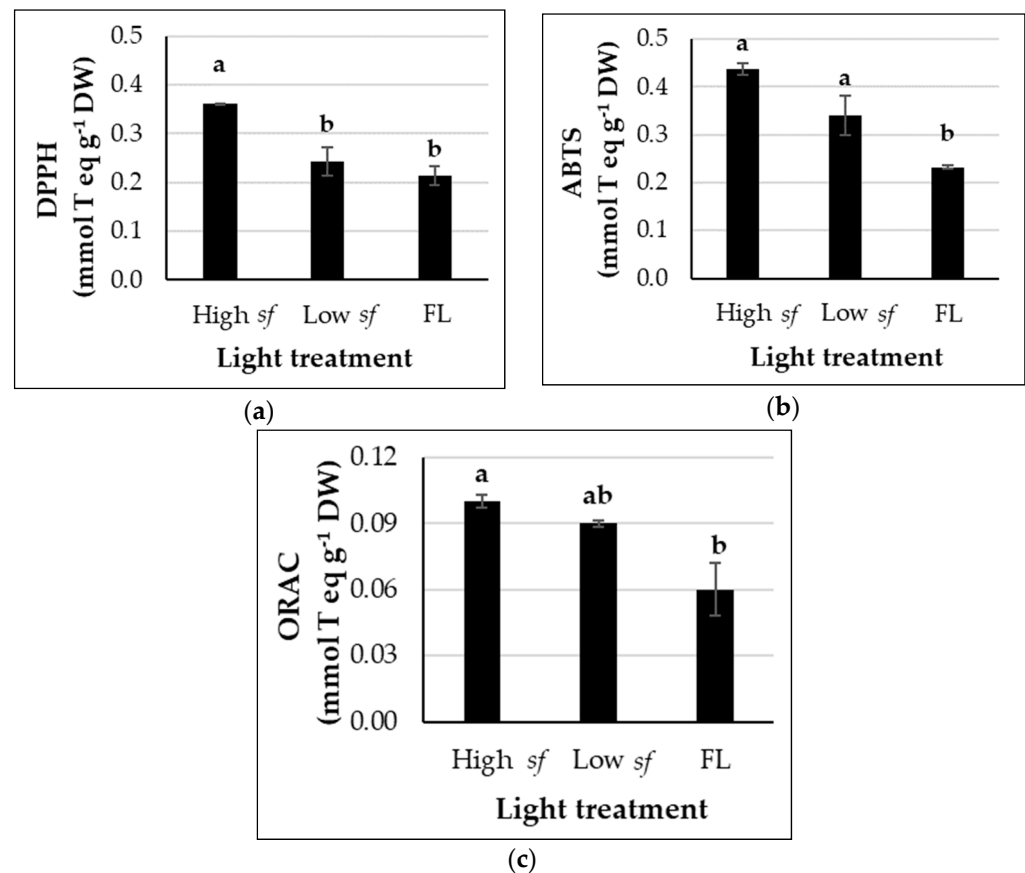 0.5
0.4
0.3
0.2
0.1
0.0
DPPH
(mmol T eq g⁻¹ DW)
a
b
b
High sf Low sf FL
Light treatment
(a)
0.5
0.4
0.3
0.2
0.1
0.0
ABTS
(mmol T eq g⁻¹ DW)
a
a
b
High sf Low sf FL
Light treatment
(b)
0.12
0.09
0.06
0.03
0.00
ORAC
(mmol T eq g⁻¹ DW)
a
ab
b
High sf Low sf FL
Light treatment
(c)